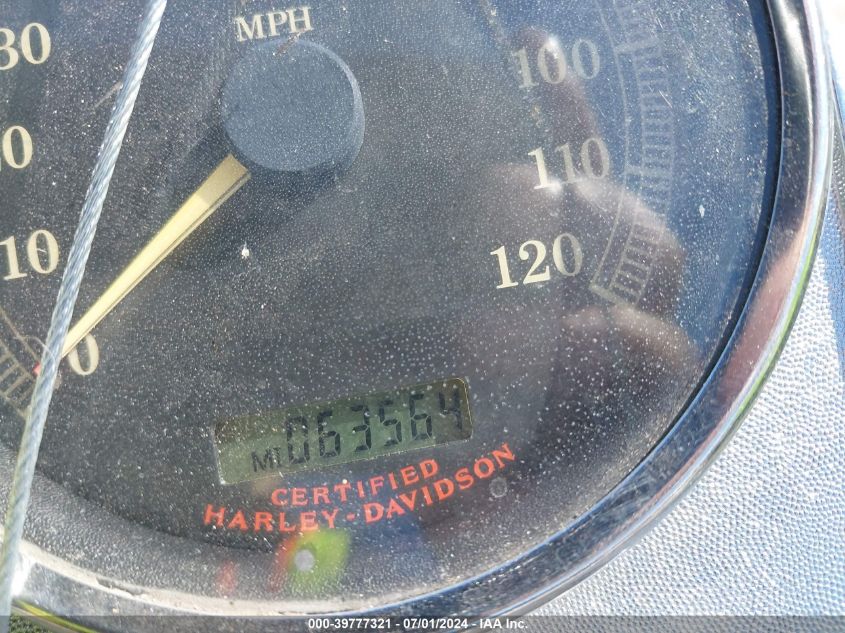 MPH
30
20
10
0
100
110
120
MI 063564
CERTIFIED
HARLEY-DAVIDSON
000-39777321 - 07/01/2024 - IAA Inc.